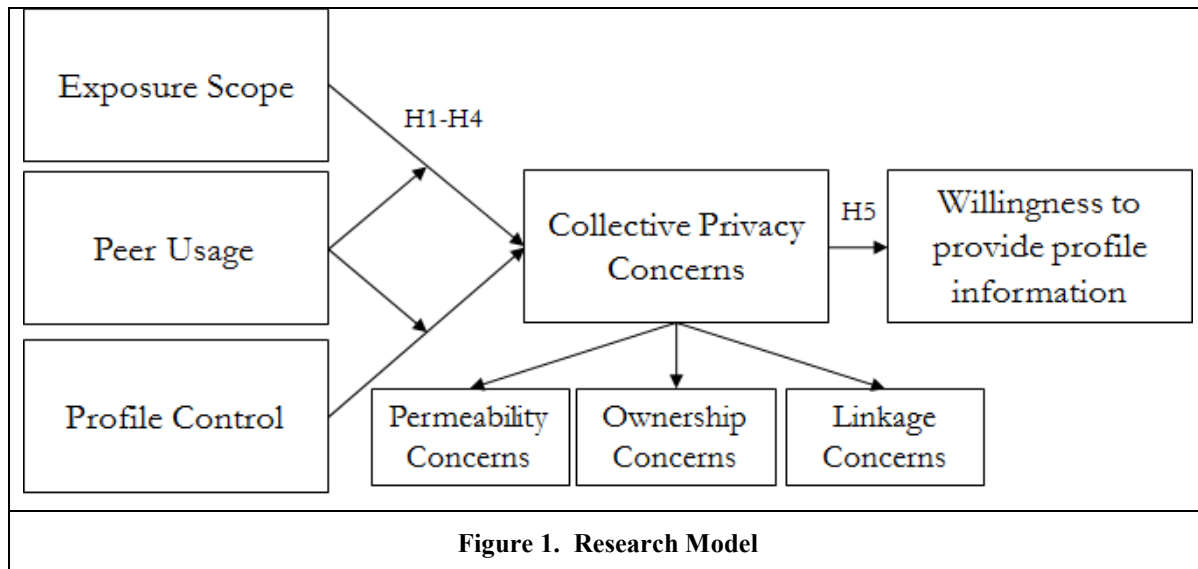 Exposure Scope
H1-H4
Peer Usage
Collective Privacy
Concerns
H5
Willingness to
provide profile
information
Profile Control
Permeability
Concerns
Ownership
Concerns
Linkage
Concerns
Figure 1. Research Model